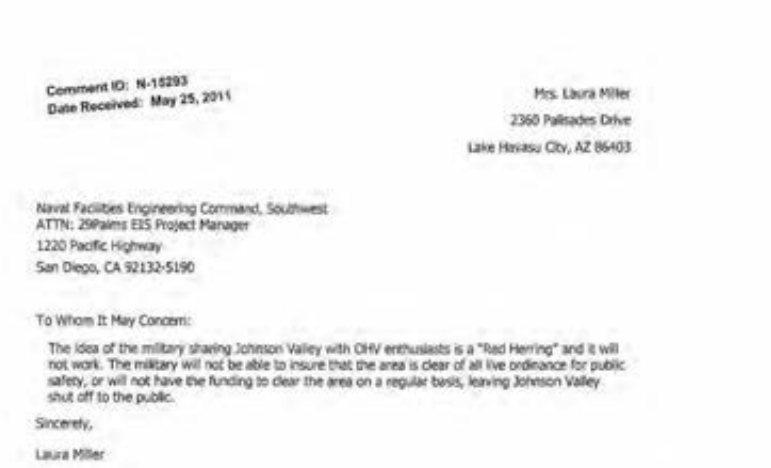 Comment ID: N-15293
Date Received: May 25, 2011
Mrs. Laura Miller
2360 Palisades Drive
Lake Havasu City, AZ 86403
Naval Facilities Engineering Command, Southwest
ATTN: 29Palms EIS Project Manager
1220 Pacific Highway
San Diego, CA 92132-5190
To Whom It May Concern:
The idea of the military sharing Johnson Valley with OHV enthusiasts is a "Red Herring" and it will
not work. The military will not be able to insure that the area is clear of all live ordinance for public
safety, or will not have the funding to clear the area on a regular basis, leaving Johnson Valley
shut off to the public.
Sincerely,
Laura Miller